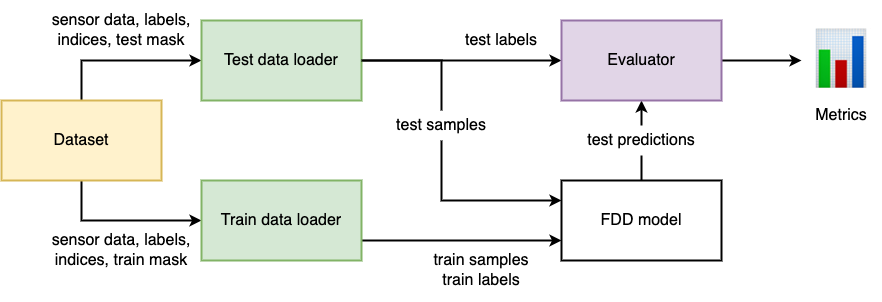 sensor data, labels,
indices, test mask
Test data loader
test labels
Evaluator
Metrics
Dataset
test samples
test predictions
Train data loader
FDD model
sensor data, labels,
indices, train mask
train samples
train labels